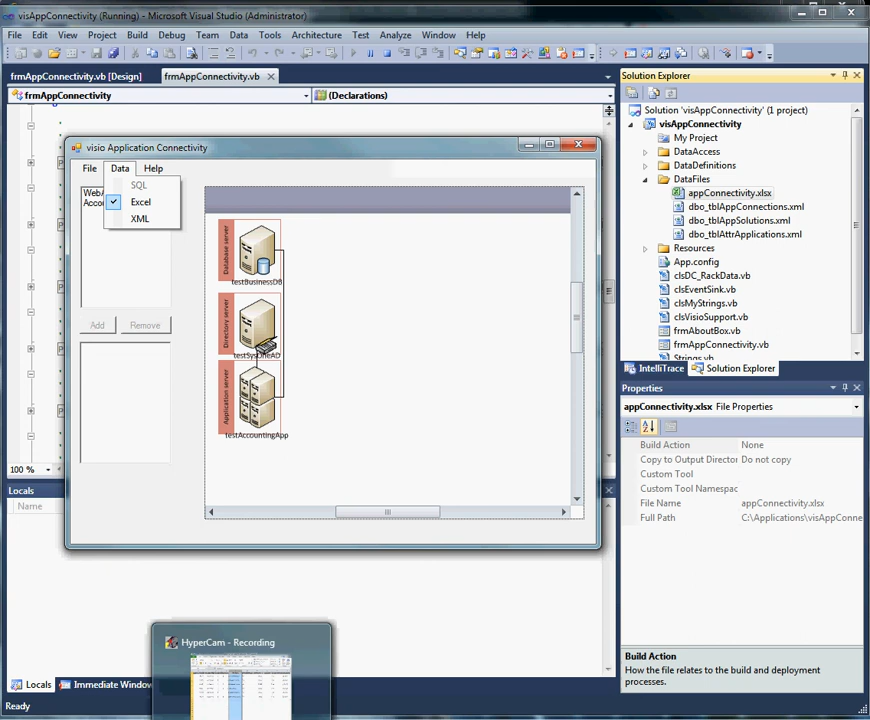 visAppConnectivity (Running) - Microsoft Visual Studio (Administrator)
File Edit View Project Build Debug Team Data Tools Architecture Test Analyze Window Help
frmAppConnectivity.vb [Design]
frmAppConnectivity.vb
frmAppConnectivity
(Declarations)
visio Application Connectivity
File Data Help
SQL
Excel
XML
WebA
Acco
Add
Remove
Database server
testBusinessDB
Directory server
Application server
testAccountingApp
100 %
Locals
Name
Locals
Immediate Window
Ready
HyperCam - Recording
Solution Explorer
Solution 'visAppConnectivity' (1 project)
visAppConnectivity
My Project
DataAccess
DataDefinitions
DataFiles
appConnectivity.xlsx
dbo_tblAppConnections.xml
dbo_tblAppSolutions.xml
dbo_tblAttrApplications.xml
Resources
App.config
clsDC_RackData.vb
clsEventSink.vb
clsMyStrings.vb
clsVisioSupport.vb
frmAboutBox.vb
frmAppConnectivity.vb
Strings.vb
IntelliTrace
Solution Explorer
Properties
appConnectivity.xlsx File Properties
Build Action None
Copy to Output Director Do not copy
Custom Tool
Custom Tool Namespac
File Name appConnectivity.xlsx
Full Path C:\Applications\visAppConne
Build Action
How the file relates to the build and deployment
processes.